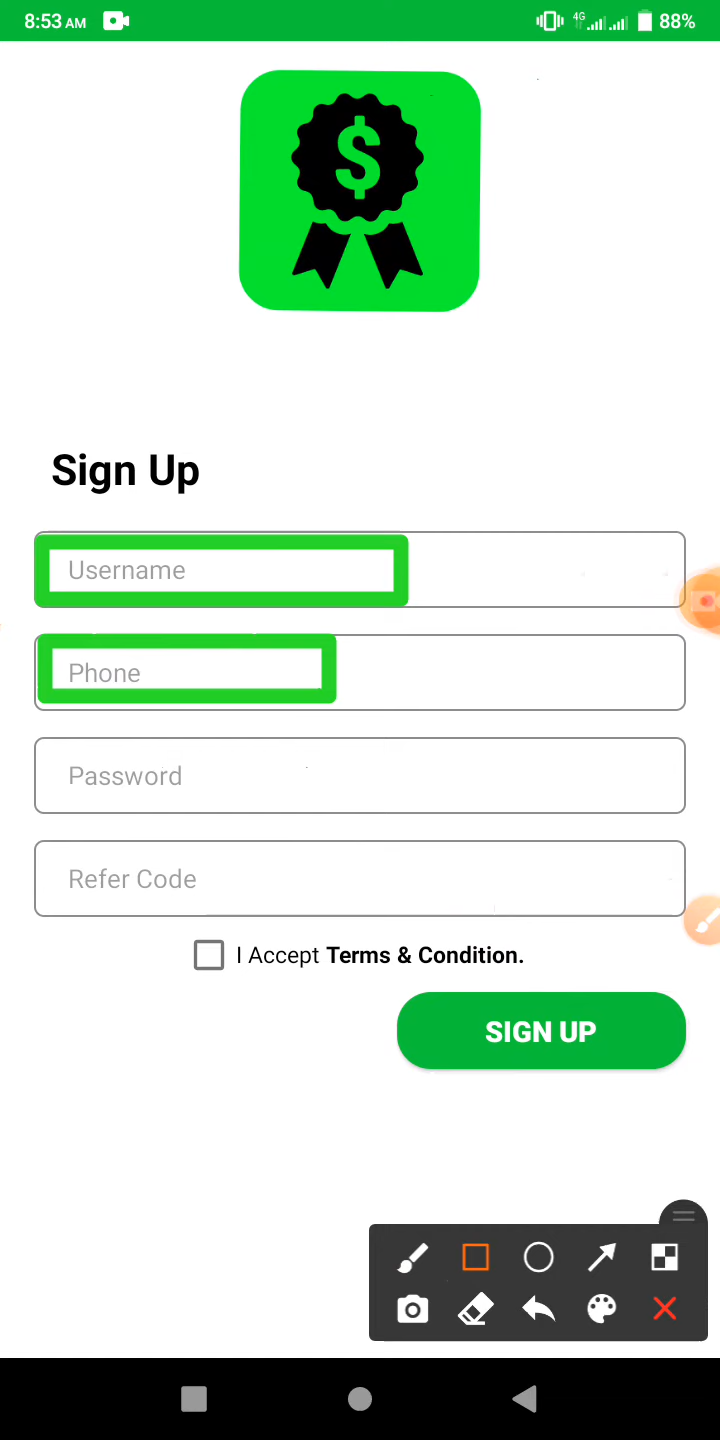 8:53 AM 4G 88%
$
Sign Up
Username
Phone
Password
Refer Code
I Accept Terms & Condition.
SIGN UP